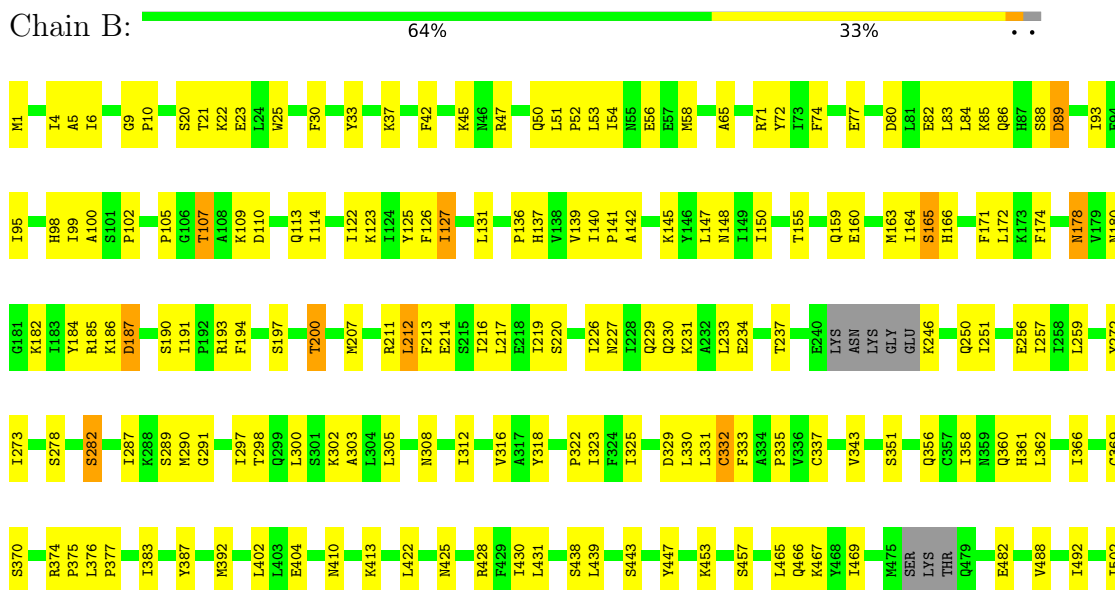 Chain B:
64% 33% • •
M1 I4 A5 I6 G9 P10 S20 T21 K22 E23 L24 W25 F30 Y33 K37 F42 K45 N46 R47 Q50 L51 P52 L53 I54 N55 E56 E57 M58 A65 R71 Y72 I73 F74 E77 D80 L81 E82 L83 L84 K85 Q86 H87 S88 D89 I93 E94
I95 H98 I99 A100 S101 P102 P105 G106 T107 A108 K109 D110 Q113 I114 I122 K123 I124 Y125 F126 I127 L131 P136 H137 V138 V139 I140 P141 A142 K145 Y146 L147 N148 I149 I150 T155 Q159 E160 M163 I164 S165 H166 F171 L172 K173 F174 N178 V179 N180
G181 K182 I183 Y184 R185 K186 D187 S190 I191 P192 R193 F194 S197 T200 M207 R211 L212 F213 E214 S215 I216 L217 E218 I219 S220 I226 N227 I228 Q229 Q230 K231 A232 L233 E234 T237 E240 LYS ASN LYS GLY GLU K246 Q250 I251 E256 I257 I258 L259 Y272
I273 S278 S282 I287 K288 S289 M290 G291 I297 T298 Q299 L300 S301 K302 A303 L304 L305 N308 I312 V316 A317 Y318 P322 I323 F324 I325 D329 L330 L331 C332 F333 A334 P335 V336 C337 V343 S351 Q356 C357 I358 N359 Q360 H361 L362 I366 C369
S370 R374 P375 L376 P377 I383 Y387 M392 L402 L403 E404 N410 K413 L422 N425 R428 F429 I430 L431 S438 L439 S443 Y447 K453 S457 L465 Q466 K467 Y468 I469 M475 SER LYS THR Q479 E482 V488 I492